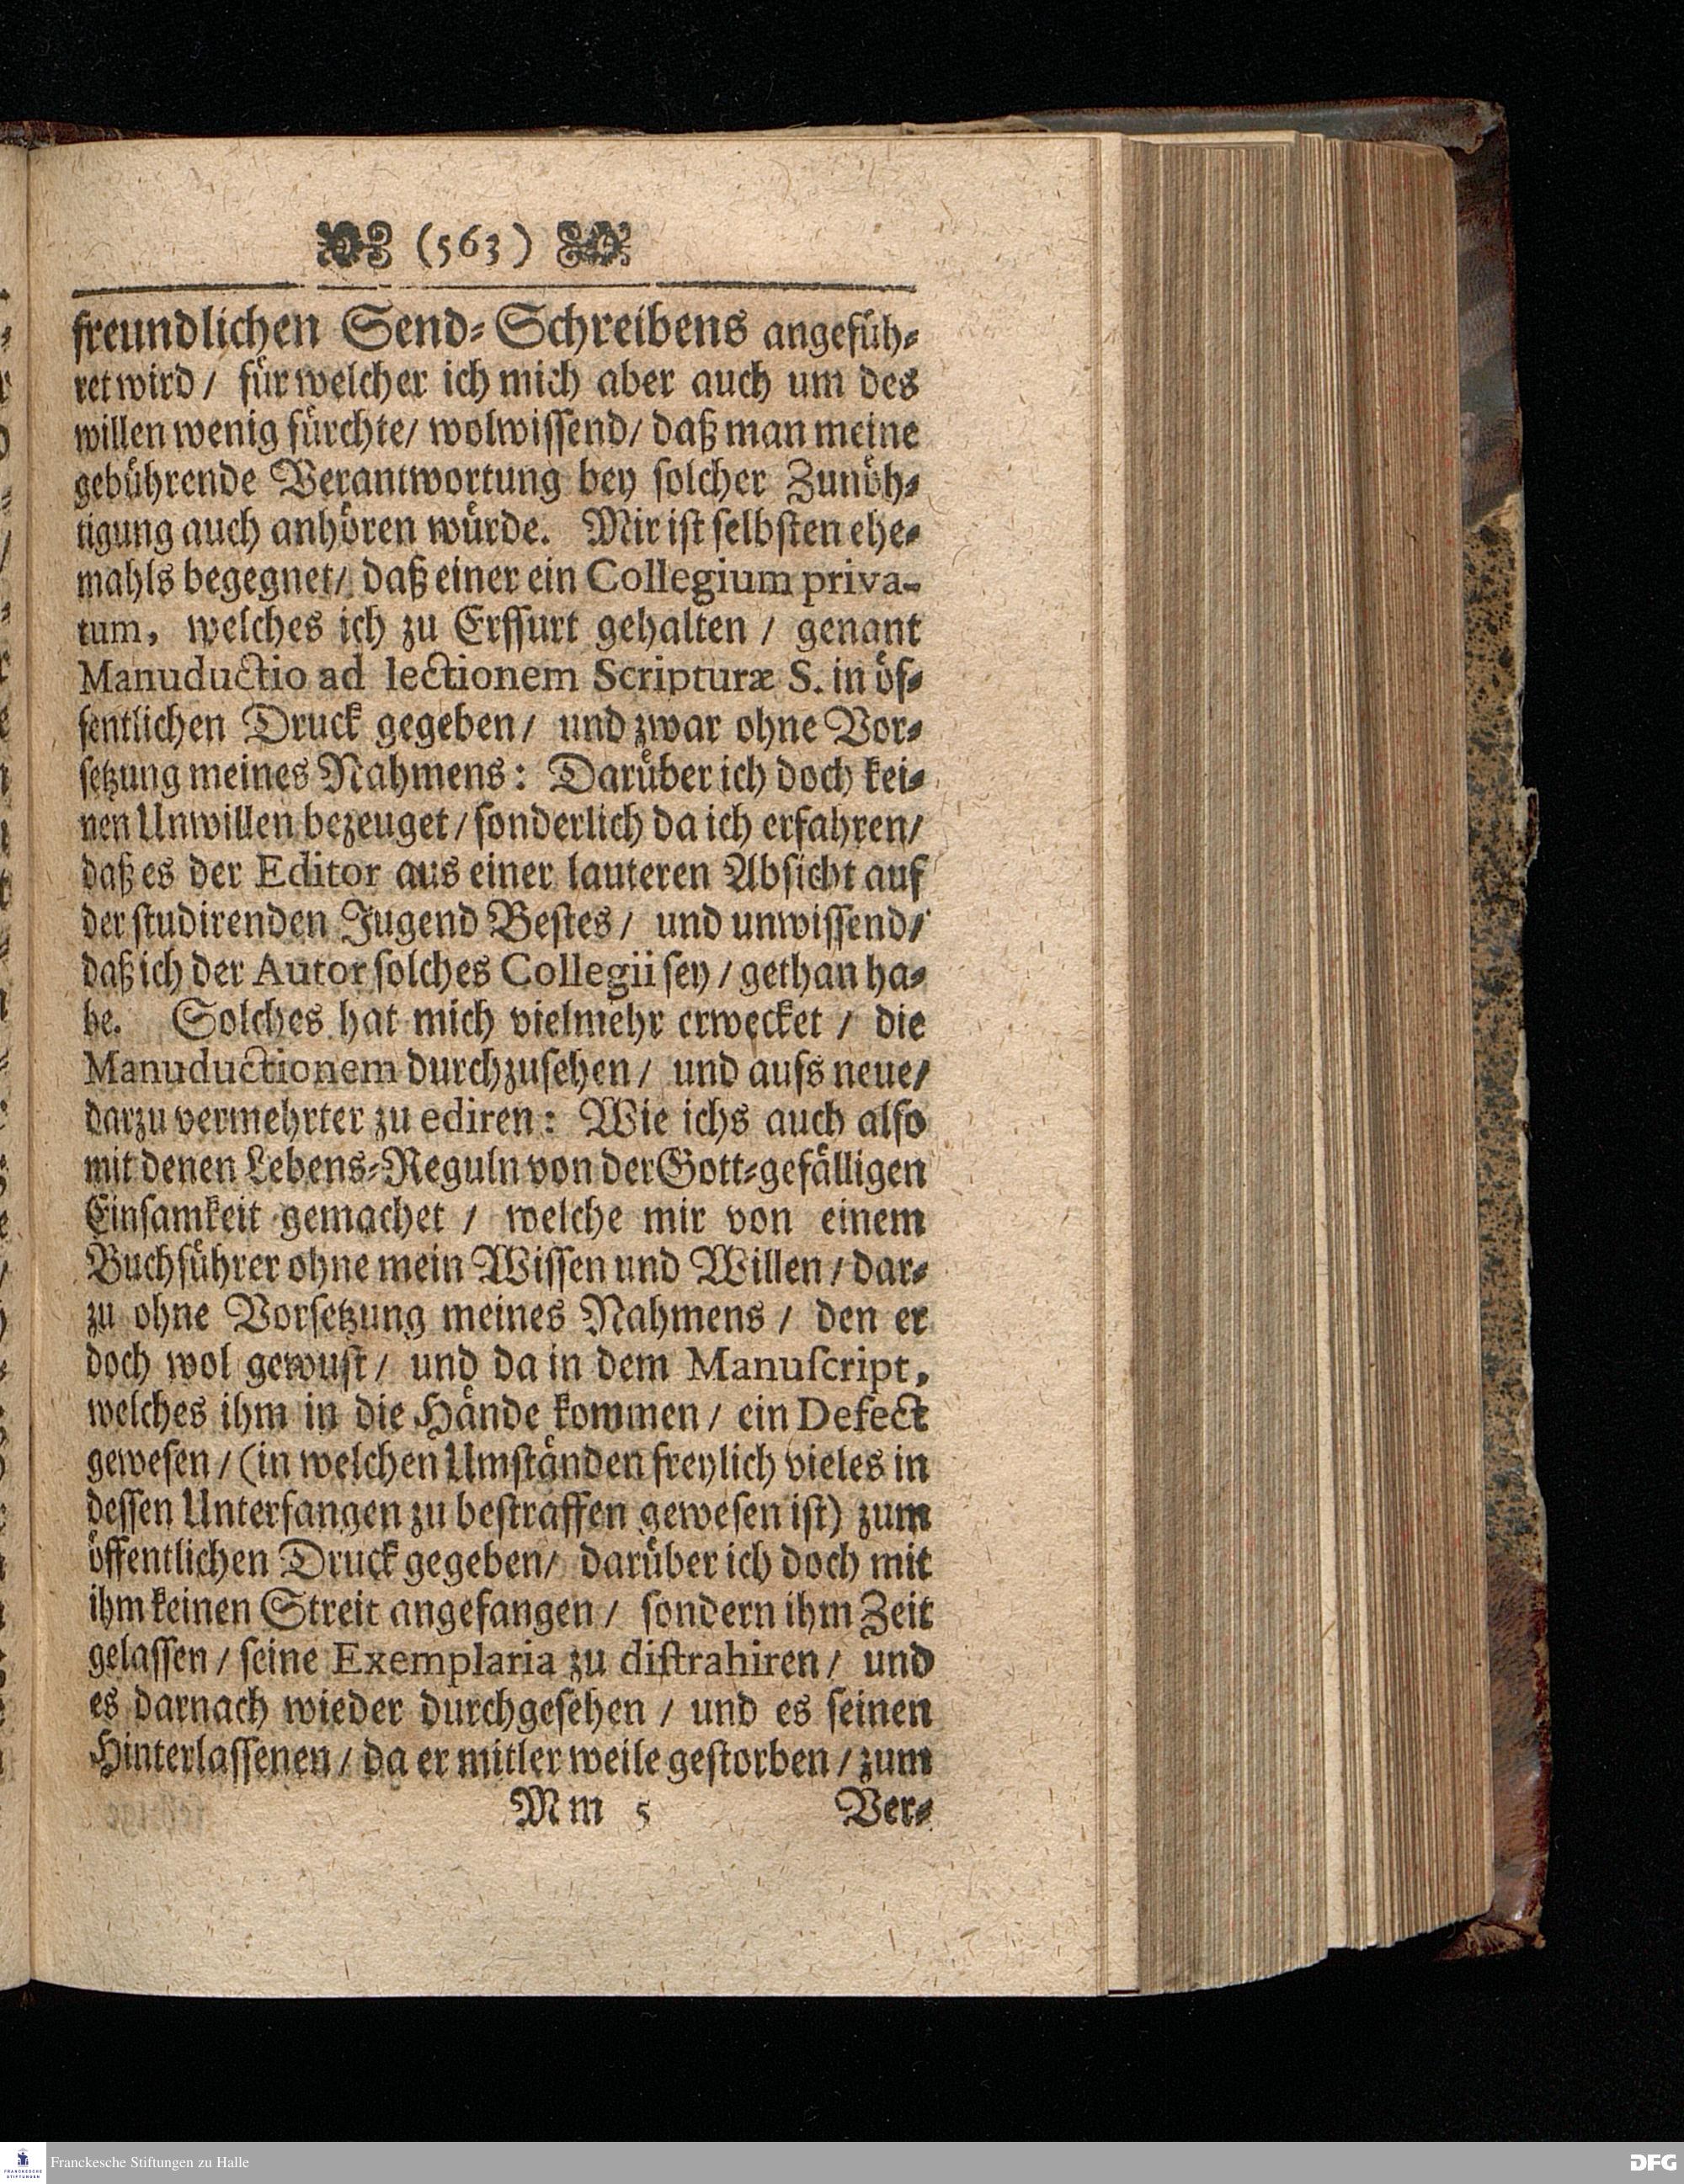 (563)
freundlichen Send-Schreibens angefüh-
ret wird / für welcher ich mich aber auch um des
willen wenig fürchte/ wolwissend/ daß man meine
gebührende Verantwortung bey solcher Zunöh-
tigung auch anhören würde. Mir ist selbsten ehe-
mahls begegnet/ daß einer ein Collegium priva-
tum, welches ich zu Erffurt gehalten / genant
Manuductio ad lectionem Scripturæ S. in öf-
fentlichen Druck gegeben/ und zwar ohne Vor-
setzung meines Nahmens: Darüber ich doch kei-
nen Unwillen bezeuget / sonderlich da ich erfahren/
daß es der Editor aus einer lauteren Absicht auf
der studirenden Jugend Bestes / und unwissend/
daß ich der Autor solches Collegii sey / gethan ha-
be. Solches hat mich vielmehr erwecket / die
Manuductionem durchzusehen/ und aufs neue/
darzu vermehrter zu ediren: Wie ichs auch also
mit denen Lebens-Reguln von der Gott-gefälligen
Einsamkeit gemachet / welche mir von einem
Buchführer ohne mein Wissen und Willen / dar-
zu ohne Vorsetzung meines Nahmens / den er
doch wol gewust / und da in dem Manuscript,
welches ihm in die Hände kommen / ein Defect
gewesen / (in welchen Umständen freylich vieles in
dessen Unterfangen zu bestraffen gewesen ist) zum
öffentlichen Druck gegeben/ darüber ich doch mit
ihm keinen Streit angefangen / sondern ihm Zeit
gelassen / seine Exemplaria zu distrahiren / und
es darnach wieder durchgesehen / und es seinen
Hinterlassenen / da er mitler weile gestorben / zum
Mm 5 Ver-
Franckesche Stiftungen zu Halle
DFG